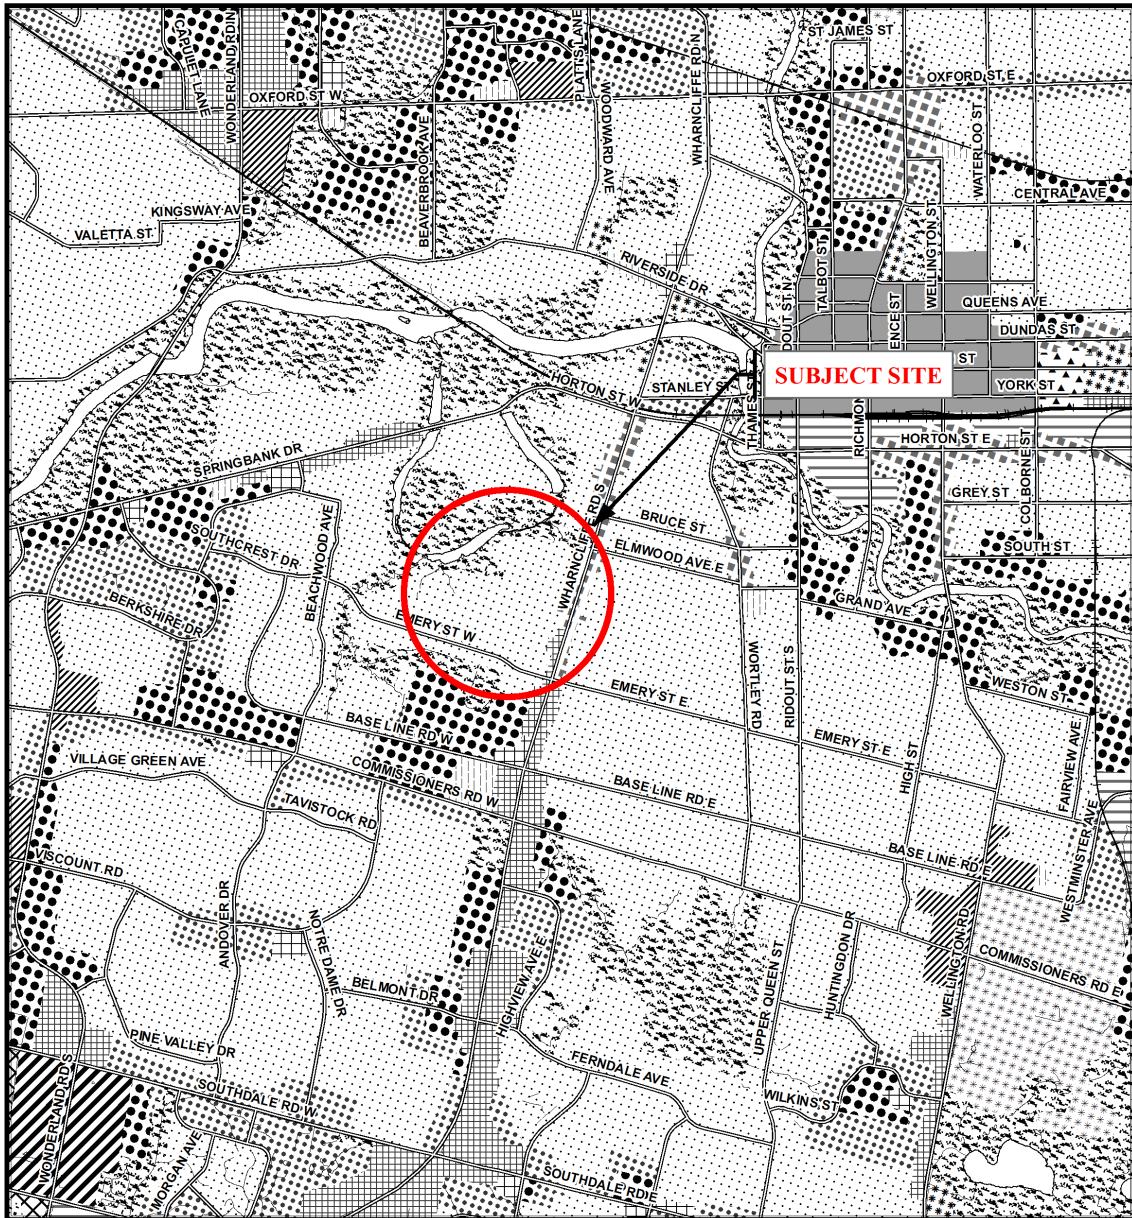 ST JAMES ST
CAPULET LANE
WONDERLAND RD N
PLATTS LANE
WHARNCLIFFE RD N
OXFORD ST E
OXFORD ST W
WOODWARD AVE
WATERLOO ST
BEAVERBROOK AVE
CENTRAL AVE
KINGSWAY AVE
VALETTA ST
WELLINGTON ST
TALBOT ST
RIVERSIDE DR
QUEENS AVE
DOUT ST N
ENCE ST
DUNDAS ST
SUBJECT SITE
ST
HORTON ST W
STANLEY ST
YORK ST
THAMES ST
RICHMON
HORTON ST E
SPRINGBANK DR
COLBORNE ST
GREY ST
WHARNCLIFFE RD S
BRUCE ST
SOUTHCREST DR
BEACHWOOD AVE
ELMWOOD AVE E
SOUTH ST
BERKSHIRE DR
GRAND AVE
EMERY ST W
WORTLEY RD
RIDOUT ST S
EMERY ST E
WESTON ST
BASE LINE RD W
EMERY ST E
HIGH ST
FAIRVIEW AVE
VILLAGE GREEN AVE
COMMISSIONERS RD W
BASE LINE RD E
TAVISTOCK RD
VISCOUNT RD
BASE LINE RD E
WESTMINSTER AVE
ANDOVER DR
NOTRE DAME DR
HIGHVIEW AVE E
UPPER QUEEN ST
HUNTINGDON DR
WELLINGTON RD
COMMISSIONERS RD E
BELMONT DR
PINE VALLEY DR
FERNDALE AVE
WONDERLAND RD S
SOUTHDALE RD W
WILKINS ST
MORGAN AVE
SOUTHDALE RD E